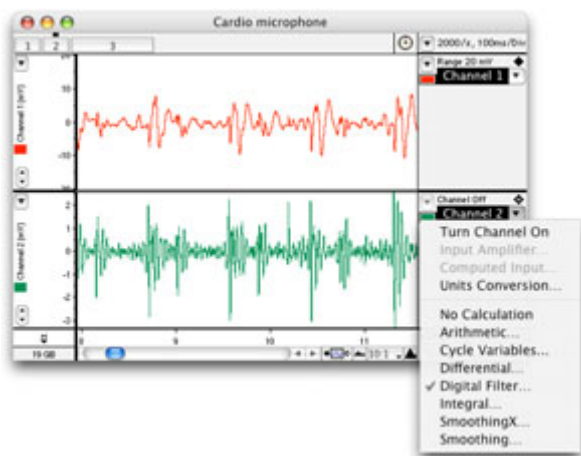 Cardio microphone
1 2 3
2000/s, 100ms/Div
20
Range 20 mV
Channel 1
Channel 1 (mV)
0
-10
2
Channel Off
Channel 2
1
Channel 2 (mV)
0
-1
-2
-3
Turn Channel On
Input Amplifier...
Computed Input...
Units Conversion...
No Calculation
Arithmetic...
Cycle Variables...
Differential...
✓ Digital Filter...
Integral...
SmoothingX...
Smoothing...
8 9 10 11
19 GB
10:1